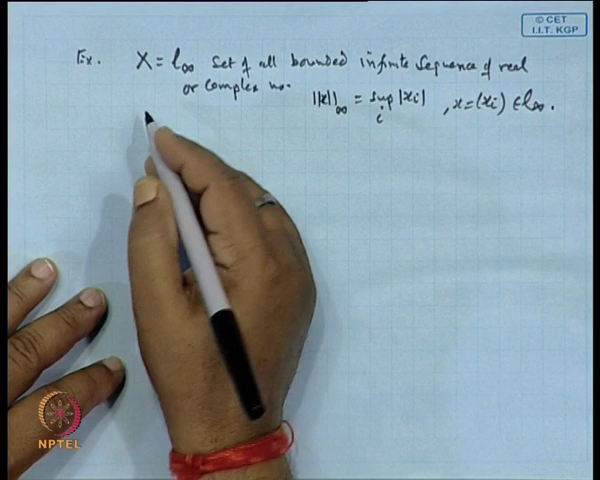 © CET
I.I.T. KGP
Ex. X = l∞ set of all bounded infinite sequence of real
or complex no.
||x||∞ = sup |xi| , x = (xi) ∈ l∞.
i
NPTEL